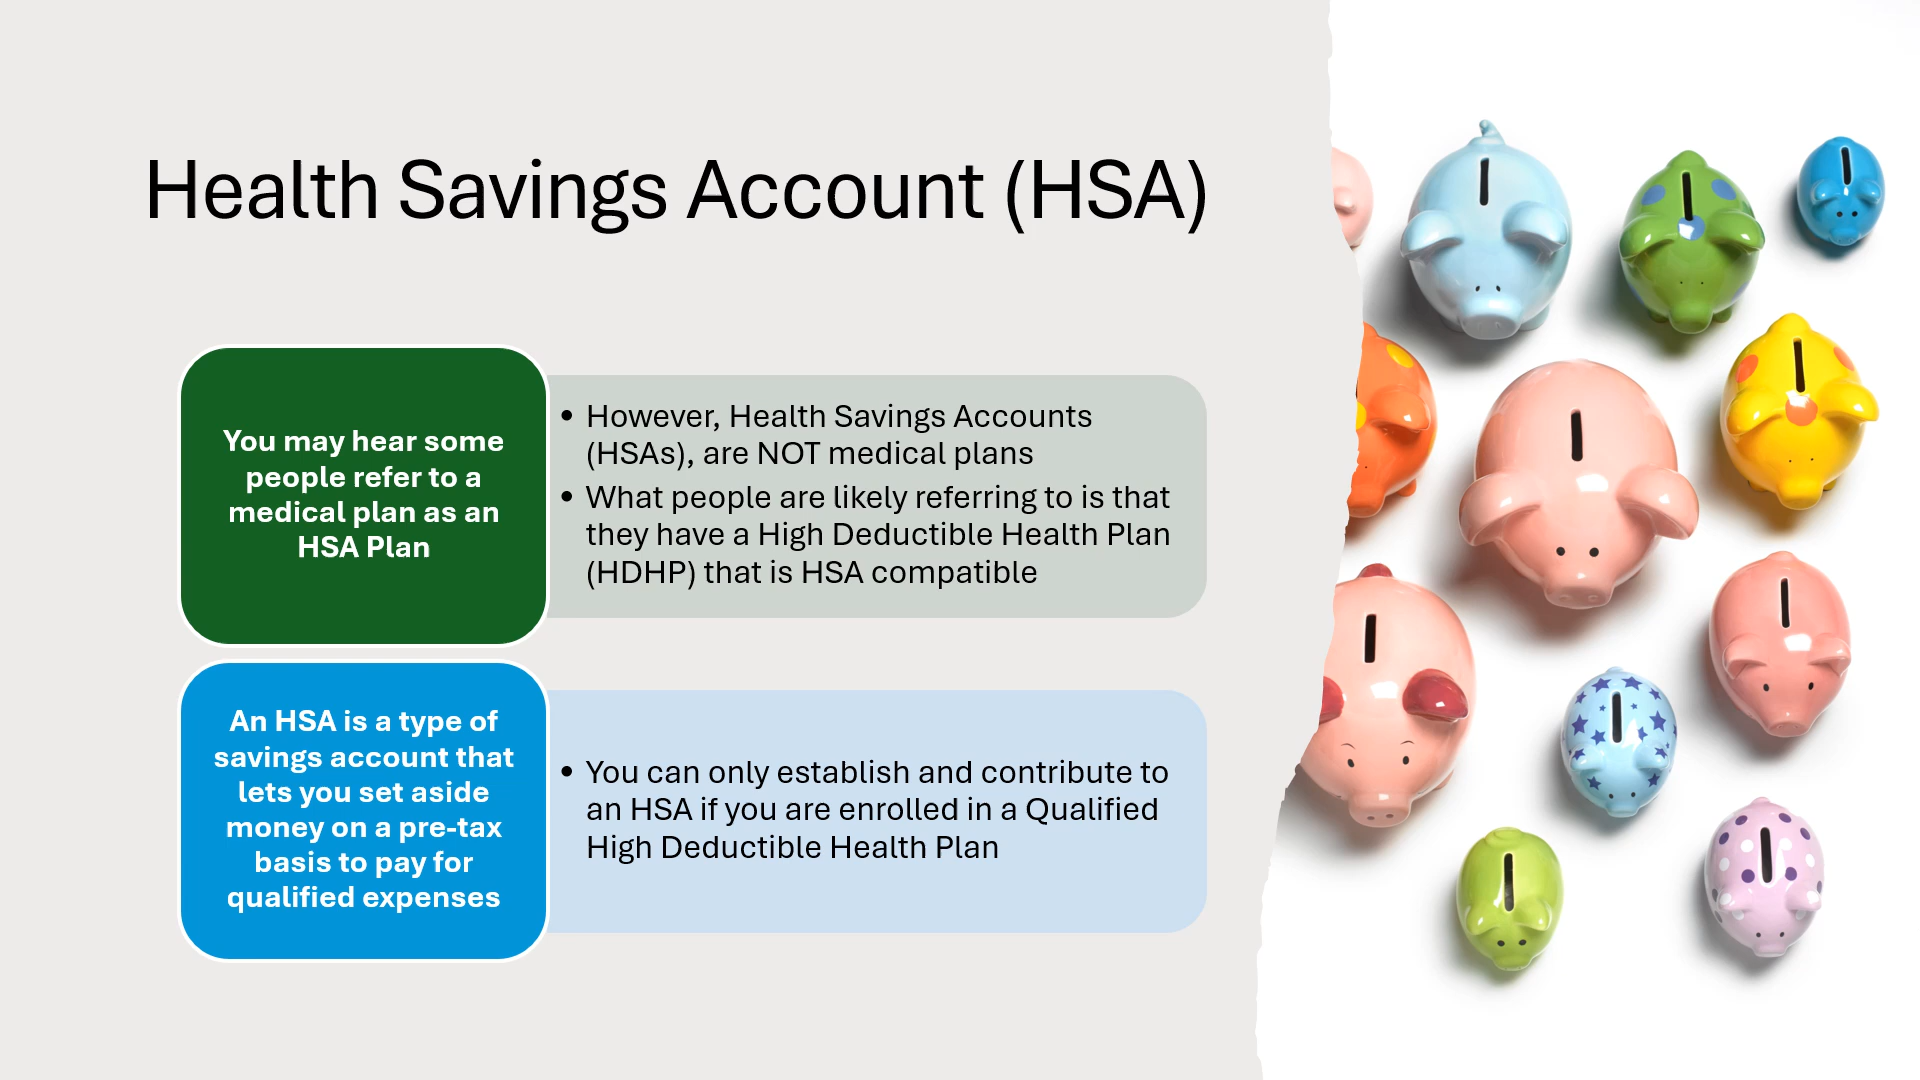 Health Savings Account (HSA)
You may hear some
people refer to a
medical plan as an
HSA Plan
• However, Health Savings Accounts
(HSAs), are NOT medical plans
• What people are likely referring to is that
they have a High Deductible Health Plan
(HDHP) that is HSA compatible
An HSA is a type of
savings account that
lets you set aside
money on a pre-tax
basis to pay for
qualified expenses
• You can only establish and contribute to
an HSA if you are enrolled in a Qualified
High Deductible Health Plan